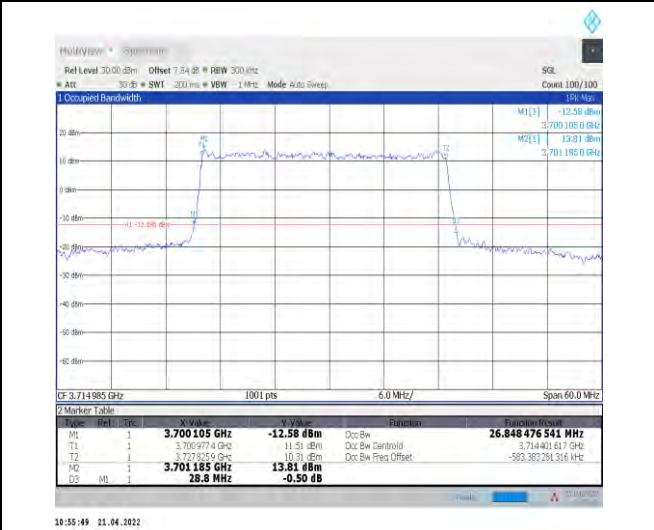 MultiView Spectrum
Ref Level 30.00 dBm Offset 7.54 dB RBW 300 kHz SGL
Att 30 dB SWT 200 ms VBW 1 MHz Mode Auto Sweep Count 100/100
1 Occupied Bandwidth 1Pk Max
M1[1] -12.58 dBm
3.700 105 0 GHz
M2[1] 13.81 dBm
3.701 185 0 GHz
20 dBm
10 dBm
0 dBm
-10 dBm
-20 dBm
-30 dBm
-40 dBm
-50 dBm
-60 dBm
T2
CF 3.714 985 GHz 1001 pts 6.0 MHz/ Span 60.0 MHz
2 Marker Table
Type Ref Trc X-Value Y-Value Function Function Result
M1 1 3.700 105 GHz -12.58 dBm Occ Bw 26.848 476 541 MHz
T1 1 3.700977 4 GHz 11.51 dBm Occ Bw Centroid 3.714 401 617 GHz
T2 1 3.727825 9 GHz 10.31 dBm Occ Bw Freq Offset -583.383 281 316 kHz
M2 1 3.701 185 GHz 13.81 dBm
D3 M1 1 28.8 MHz -0.50 dB
10:55:49 21.04.2022